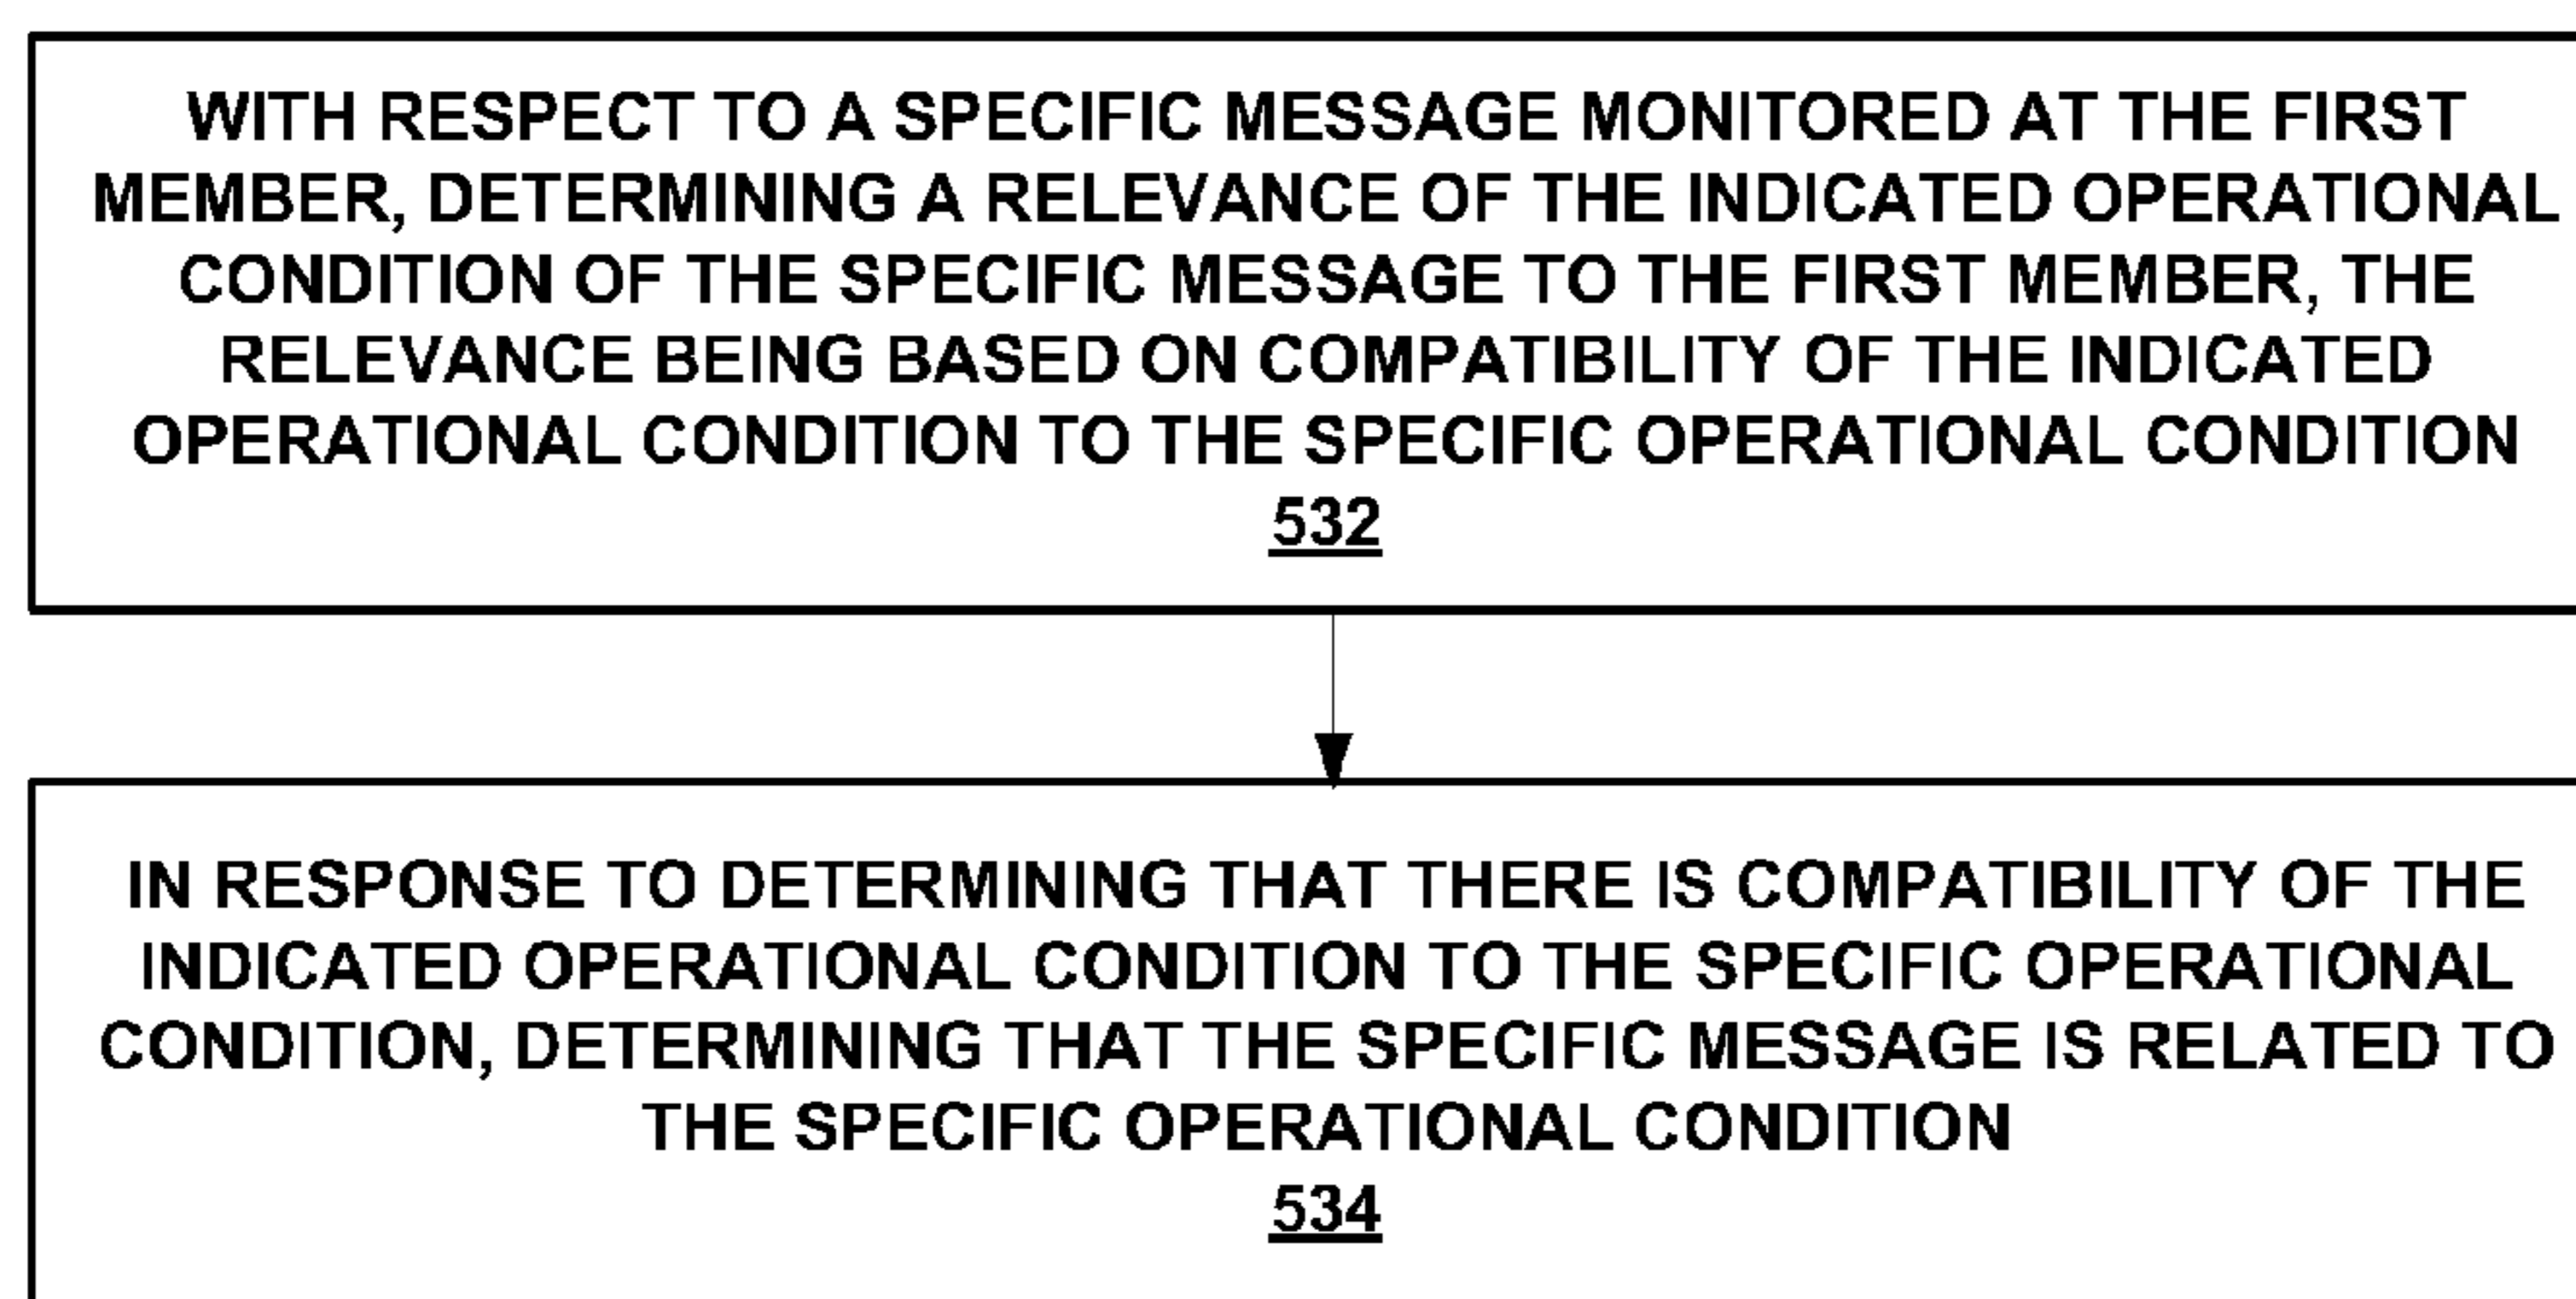 WITH RESPECT TO A SPECIFIC MESSAGE MONITORED AT THE FIRST
MEMBER, DETERMINING A RELEVANCE OF THE INDICATED OPERATIONAL
CONDITION OF THE SPECIFIC MESSAGE TO THE FIRST MEMBER, THE
RELEVANCE BEING BASED ON COMPATIBILITY OF THE INDICATED
OPERATIONAL CONDITION TO THE SPECIFIC OPERATIONAL CONDITION
532
IN RESPONSE TO DETERMINING THAT THERE IS COMPATIBILITY OF THE
INDICATED OPERATIONAL CONDITION TO THE SPECIFIC OPERATIONAL
CONDITION, DETERMINING THAT THE SPECIFIC MESSAGE IS RELATED TO
THE SPECIFIC OPERATIONAL CONDITION
534